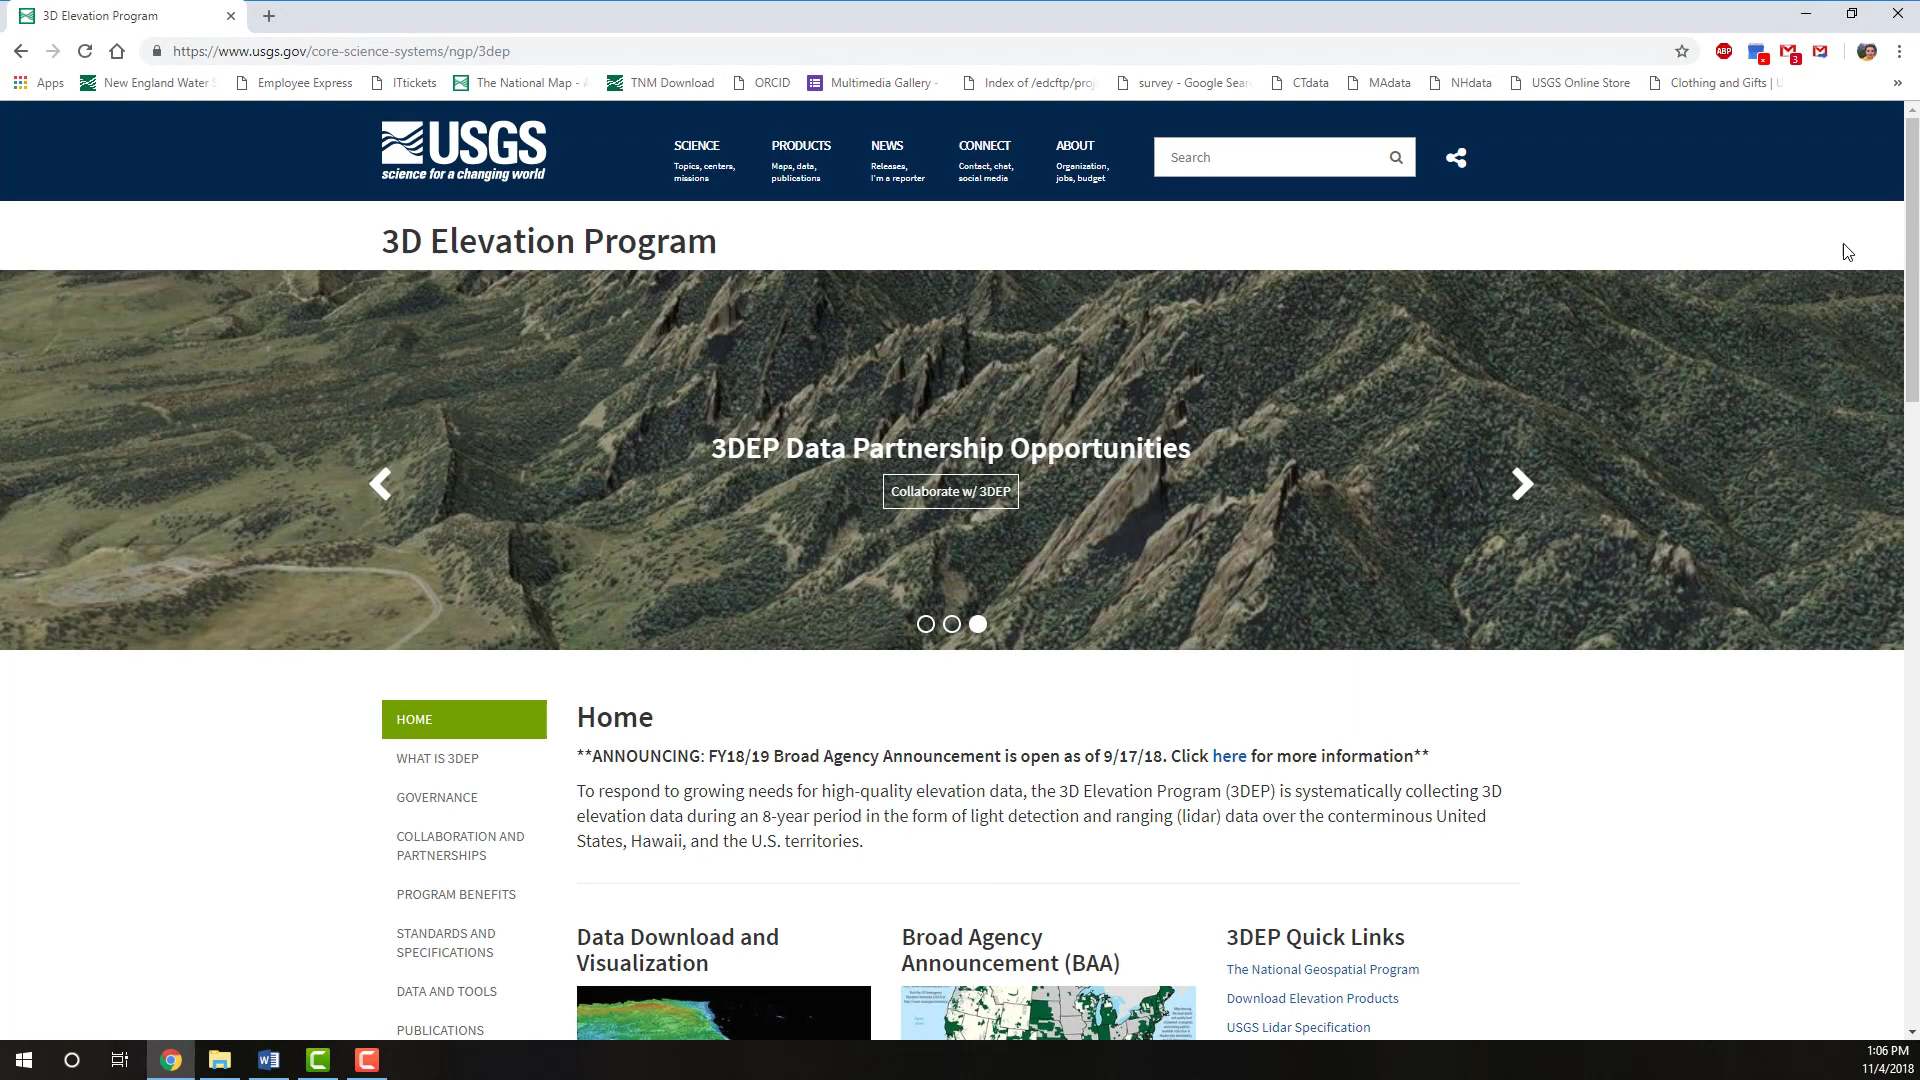 3D Elevation Program
https://www.usgs.gov/core-science-systems/ngp/3dep
3
Apps
New England Water
Employee Express
ITtickets
The National Map -
TNM Download
ORCID
Multimedia Gallery -
Index of /edcftp/proj
survey - Google Sear
CTdata
MAdata
NHdata
USGS Online Store
Clothing and Gifts | U
»
USGS
science for a changing world
SCIENCE
Topics, centers,
missions
PRODUCTS
Maps, data,
publications
NEWS
Releases,
I'm a reporter
CONNECT
Contact, chat,
social media
ABOUT
Organization,
jobs, budget
Search
3D Elevation Program
3DEP Data Partnership Opportunities
Collaborate w/ 3DEP
HOME
WHAT IS 3DEP
GOVERNANCE
COLLABORATION AND
PARTNERSHIPS
PROGRAM BENEFITS
STANDARDS AND
SPECIFICATIONS
DATA AND TOOLS
PUBLICATIONS
Home
**ANNOUNCING: FY18/19 Broad Agency Announcement is open as of 9/17/18. Click here for more information**
To respond to growing needs for high-quality elevation data, the 3D Elevation Program (3DEP) is systematically collecting 3D
elevation data during an 8-year period in the form of light detection and ranging (lidar) data over the conterminous United
States, Hawaii, and the U.S. territories.
Data Download and
Visualization
Broad Agency
Announcement (BAA)
3DEP Quick Links
The National Geospatial Program
Download Elevation Products
USGS Lidar Specification
1:06 PM
11/4/2018